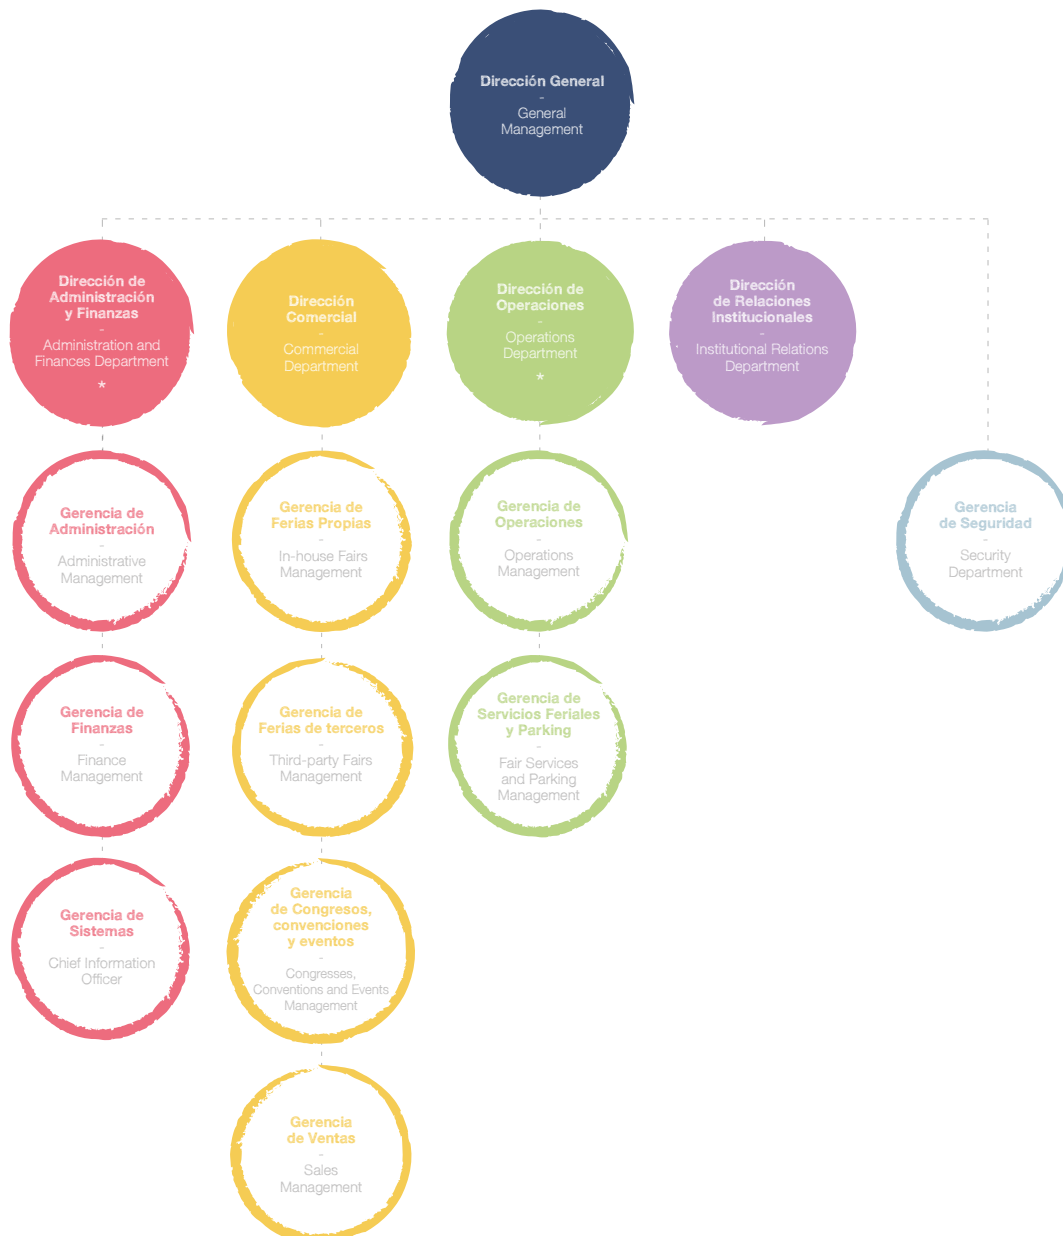 Dirección General
-
General
Management
Dirección de
Administración
y Finanzas
-
Administration and
Finances Department
*
Dirección
Comercial
-
Commercial
Department
Dirección de
Operaciones
-
Operations
Department
*
Dirección
de Relaciones
Institucionales
-
Institutional Relations
Department
Gerencia de
Administración
-
Administrative
Management
Gerencia de
Ferias Propias
-
In-house Fairs
Management
Gerencia de
Operaciones
-
Operations
Management
Gerencia
de Seguridad
-
Security
Department
Gerencia de
Finanzas
-
Finance
Management
Gerencia de
Ferias de terceros
-
Third-party Fairs
Management
Gerencia de
Servicios Feriales
y Parking
-
Fair Services
and Parking
Management
Gerencia de
Sistemas
-
Chief Information
Officer
Gerencia
de Congresos,
convenciones
y eventos
-
Congresses,
Conventions and Events
Management
Gerencia
de Ventas
-
Sales
Management